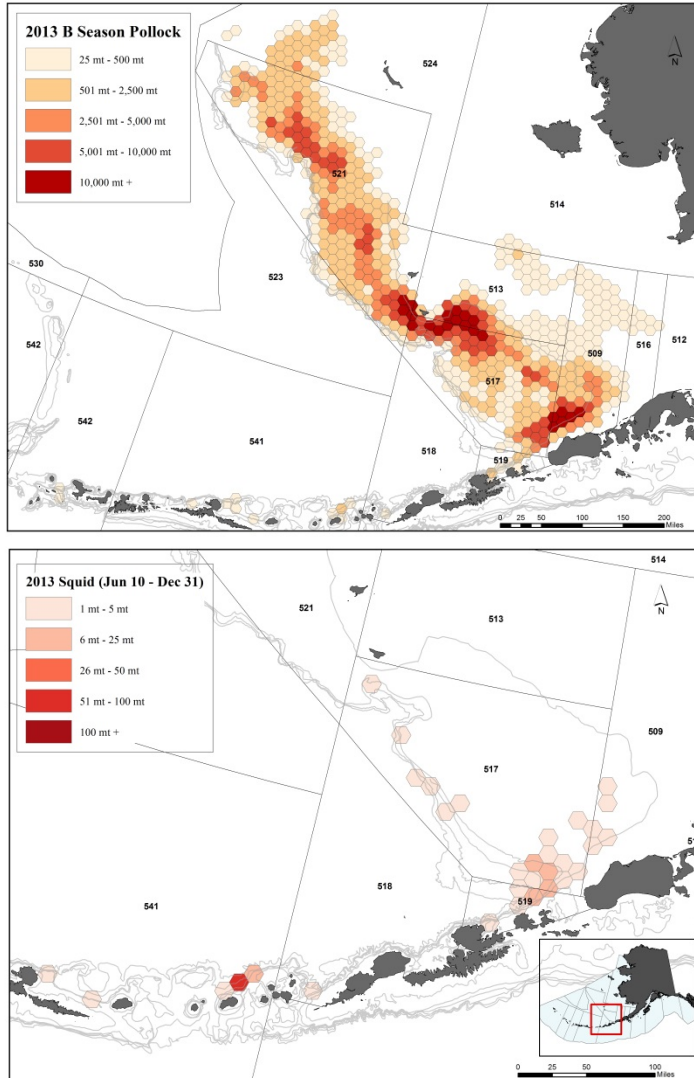 2013 B Season Pollock
25 mt - 500 mt
501 mt - 2,500 mt
2,501 mt - 5,000 mt
5,001 mt - 10,000 mt
10,000 mt +
524
N
521
514
530
523
513
542
509
516
512
517
542
541
518
519
0 25 50 100 150 200
Miles
2013 Squid (Jun 10 - Dec 31)
1 mt - 5 mt
6 mt - 25 mt
26 mt - 50 mt
51 mt - 100 mt
100 mt +
514
521
N
513
509
517
51
518
541
519
0 25 50 100
Miles